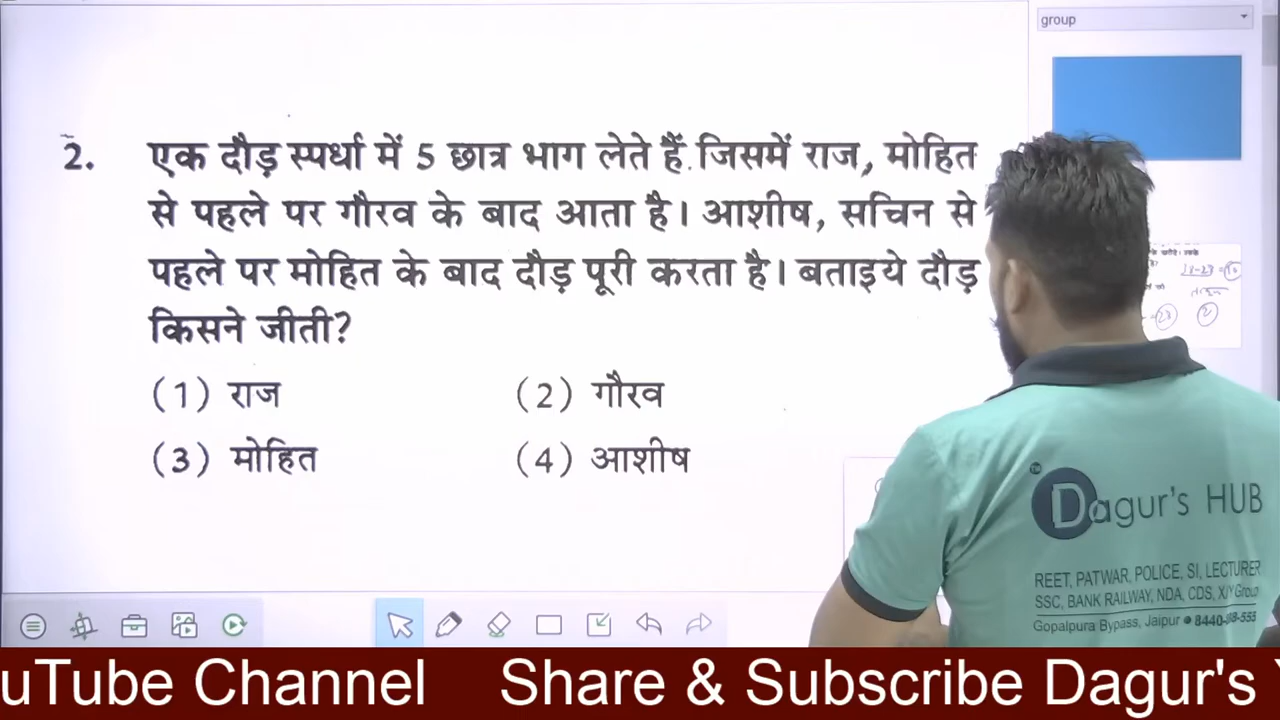 group
2. एक दौड़ स्पर्धा में 5 छात्र भाग लेते हैं. जिसमें राज, मोहित
से पहले पर गौरव के बाद आता है। आशीष, सचिन से
पहले पर मोहित के बाद दौड़ पूरी करता है। बताइये दौड़
किसने जीती?
(1) राज (2) गौरव
(3) मोहित (4) आशीष
TM
Dagur's HUB
REET, PATWAR, POLICE, SI, LECTURER
SSC, BANK RAILWAY, NDA, CDS, X/Y Group
Gopalpura Bypass, Jaipur
uTube Channel Share & Subscribe Dagur's